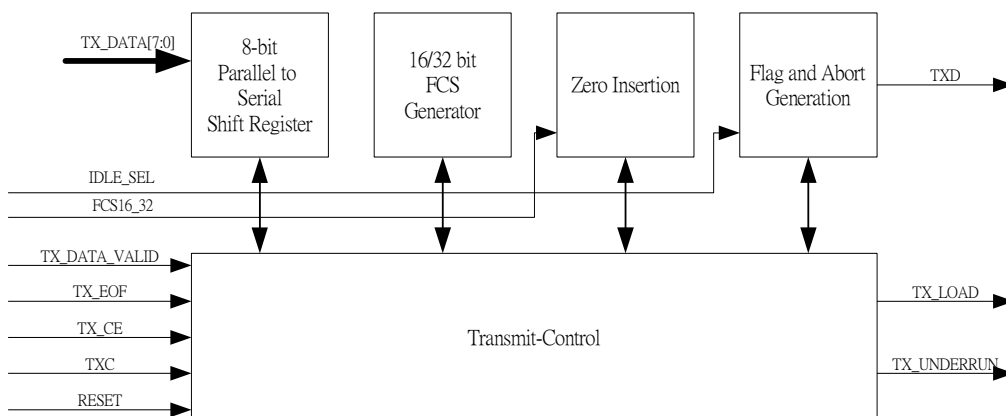 TX_DATA[7:0]
8-bit
Parallel to
Serial
Shift Register
16/32 bit
FCS
Generator
Zero Insertion
Flag and Abort
Generation
TXD
IDLE_SEL
FCS16_32
TX_DATA_VALID
TX_EOF
TX_CE
TXC
RESET
Transmit-Control
TX_LOAD
TX_UNDERRUN